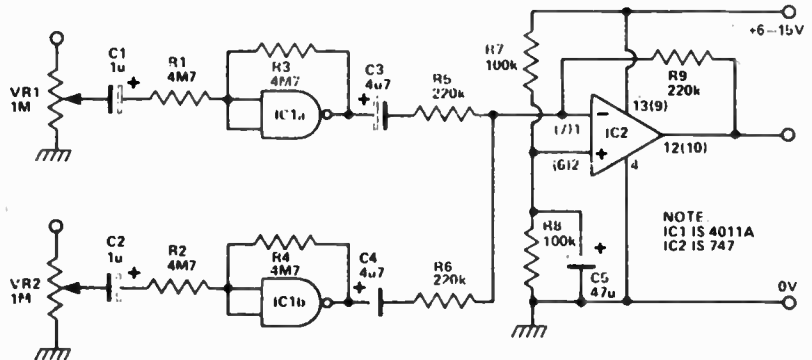 VR1
1M
C1
1u
+
R1
4M7
R3
4M7
IC1a
C3
4u7
+
R5
220k
R7
100k
R9
220k
+6–15V
13(9)
(7)1
−
IC2
+
(6)2
12(10)
4
VR2
1M
C2
1u
+
R2
4M7
R4
4M7
IC1b
C4
4u7
+
R6
220k
R8
100k
+
C5
47u
NOTE
IC1 IS 4011A
IC2 IS 747
0V